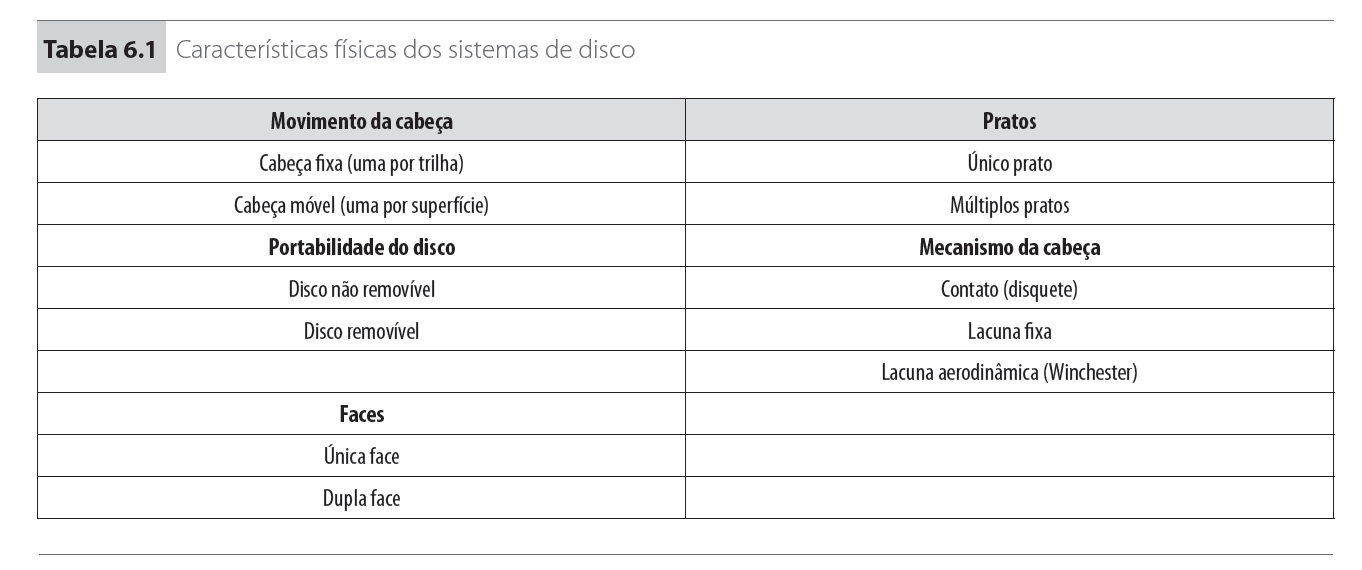 Tabela 6.1 Características físicas dos sistemas de disco
Movimento da cabeça Pratos
Cabeça fixa (uma por trilha) Único prato
Cabeça móvel (uma por superfície) Múltiplos pratos
Portabilidade do disco Mecanismo da cabeça
Disco não removível Contato (disquete)
Disco removível Lacuna fixa
Lacuna aerodinâmica (Winchester)
Faces
Única face
Dupla face